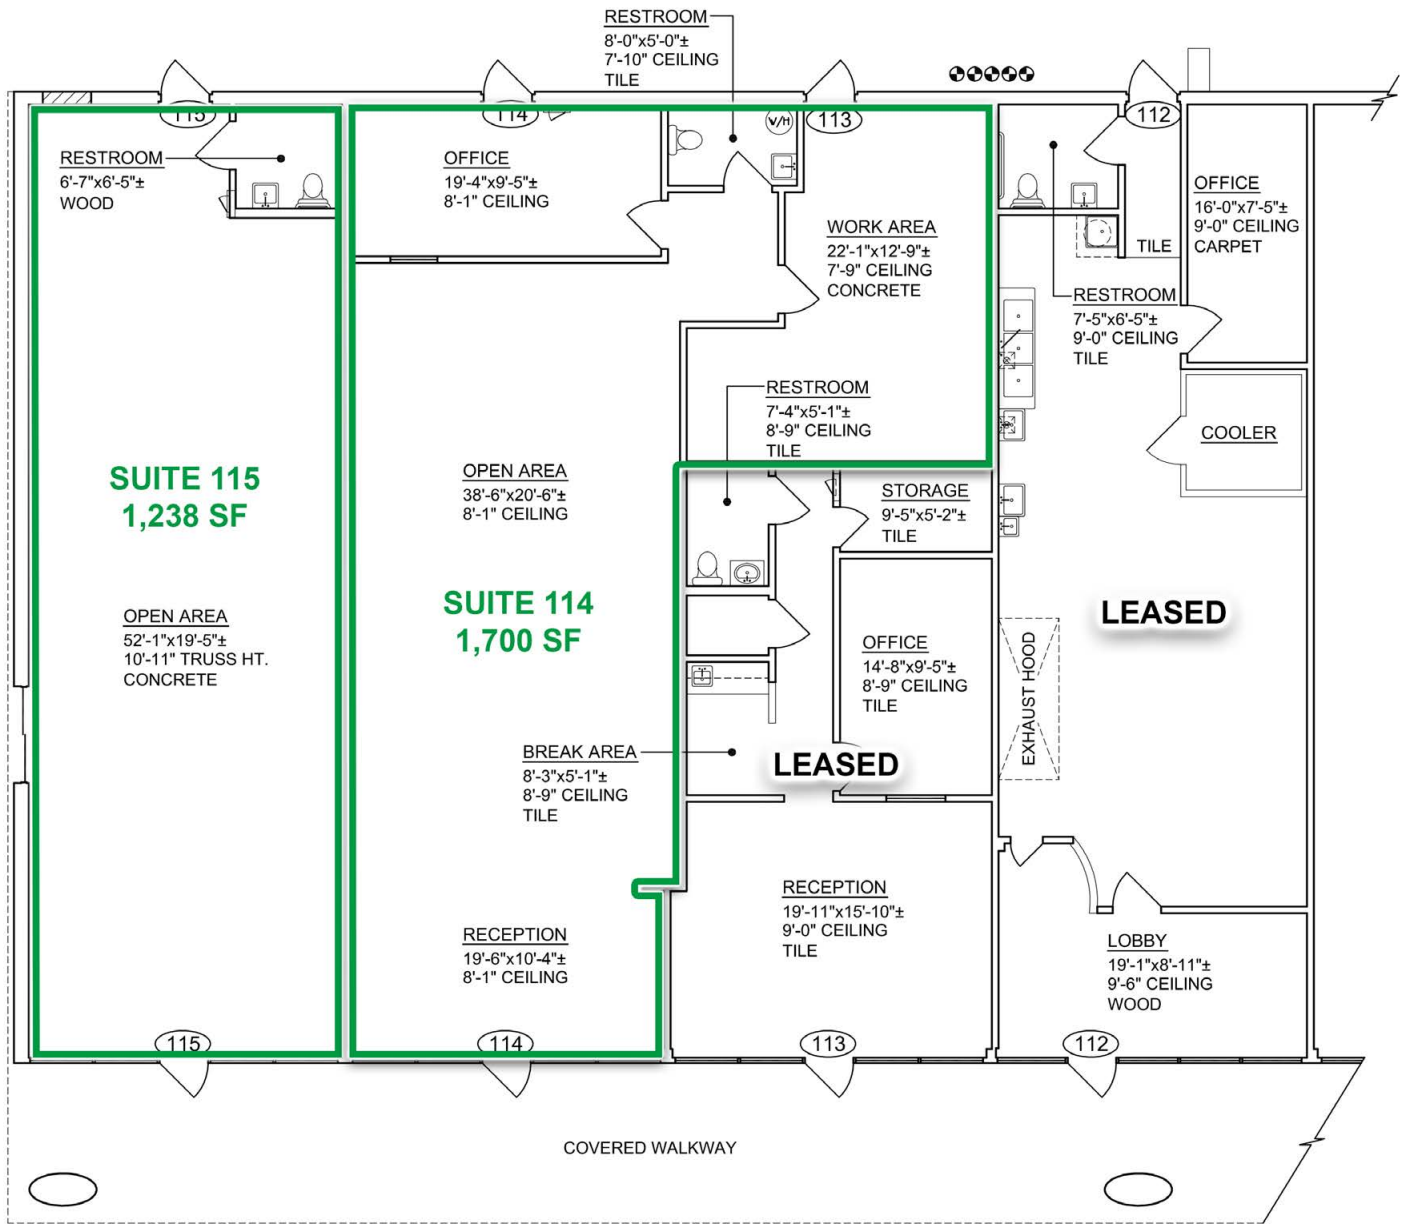 RESTROOM
8'-0"x5'-0"±
7'-10" CEILING
TILE
115
114
W/H
113
112
RESTROOM
6'-7"x6'-5"±
WOOD
OFFICE
19'-4"x9'-5"±
8'-1" CEILING
WORK AREA
22'-1"x12'-9"±
7'-9" CEILING
CONCRETE
TILE
OFFICE
16'-0"x7'-5"±
9'-0" CEILING
CARPET
RESTROOM
7'-5"x6'-5"±
9'-0" CEILING
TILE
RESTROOM
7'-4"x5'-1"±
8'-9" CEILING
TILE
COOLER
SUITE 115
1,238 SF
OPEN AREA
38'-6"x20'-6"±
8'-1" CEILING
STORAGE
9'-5"x5'-2"±
TILE
SUITE 114
1,700 SF
LEASED
OPEN AREA
52'-1"x19'-5"±
10'-11" TRUSS HT.
CONCRETE
OFFICE
14'-8"x9'-5"±
8'-9" CEILING
TILE
EXHAUST HOOD
BREAK AREA
8'-3"x5'-1"±
8'-9" CEILING
TILE
LEASED
RECEPTION
19'-11"x15'-10"±
9'-0" CEILING
TILE
RECEPTION
19'-6"x10'-4"±
8'-1" CEILING
LOBBY
19'-1"x8'-11"±
9'-6" CEILING
WOOD
115
114
113
112
COVERED WALKWAY